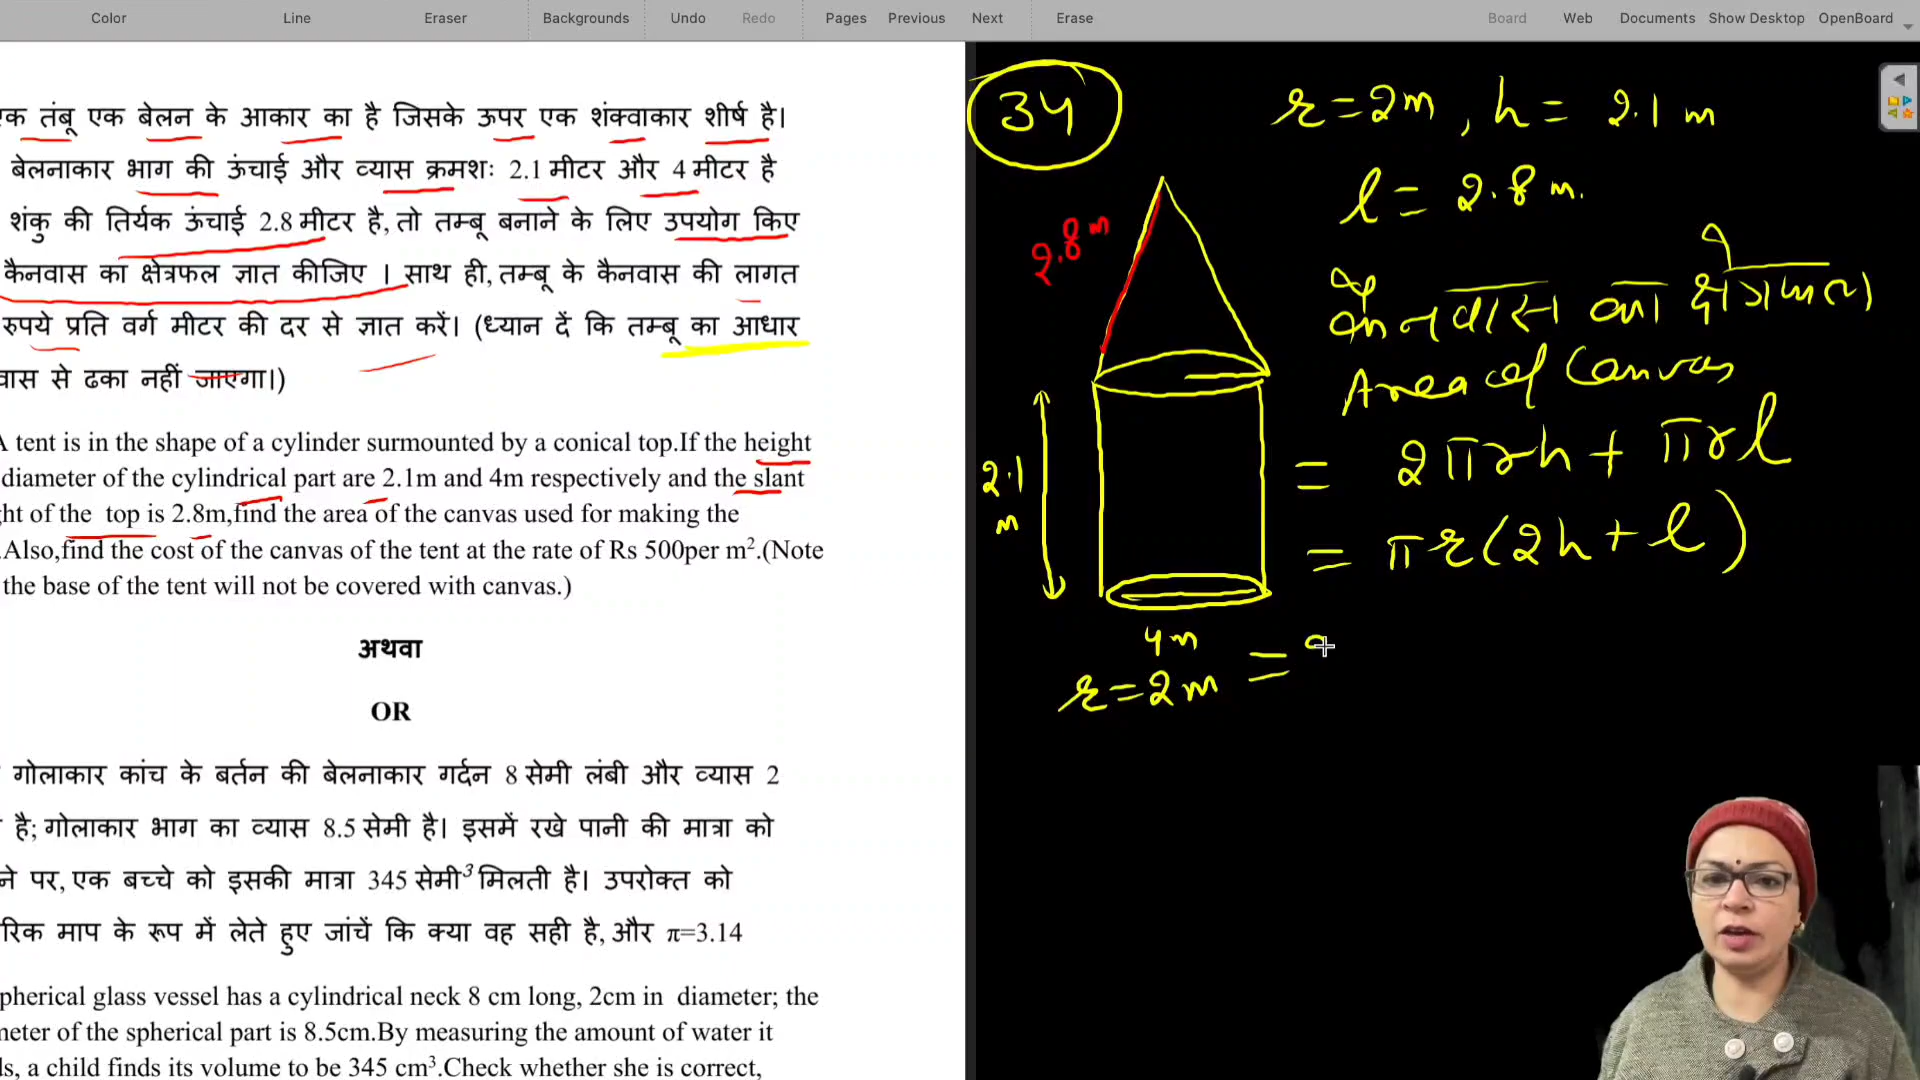 Color Line Eraser Backgrounds Undo Redo Pages Previous Next Erase Board Web Documents Show Desktop OpenBoard
एक तंबू एक बेलन के आकार का है जिसके ऊपर एक शंक्वाकार शीर्ष है।
बेलनाकार भाग की ऊंचाई और व्यास क्रमशः 2.1 मीटर और 4 मीटर है
शंकु की तिर्यक ऊंचाई 2.8 मीटर है, तो तम्बू बनाने के लिए उपयोग किए
कैनवास का क्षेत्रफल ज्ञात कीजिए । साथ ही, तम्बू के कैनवास की लागत
रुपये प्रति वर्ग मीटर की दर से ज्ञात करें। (ध्यान दें कि तम्बू का आधार
वास से ढका नहीं जाएगा।)
A tent is in the shape of a cylinder surmounted by a conical top.If the height
diameter of the cylindrical part are 2.1m and 4m respectively and the slant
ht of the top is 2.8m,find the area of the canvas used for making the
.Also,find the cost of the canvas of the tent at the rate of Rs 500per m².(Note
the base of the tent will not be covered with canvas.)
अथवा
OR
गोलाकार कांच के बर्तन की बेलनाकार गर्दन 8 सेमी लंबी और व्यास 2
है; गोलाकार भाग का व्यास 8.5 सेमी है। इसमें रखे पानी की मात्रा को
ने पर, एक बच्चे को इसकी मात्रा 345 सेमी³ मिलती है। उपरोक्त को
रिक माप के रूप में लेते हुए जांचें कि क्या वह सही है, और π=3.14
pherical glass vessel has a cylindrical neck 8 cm long, 2cm in diameter; the
meter of the spherical part is 8.5cm.By measuring the amount of water it
ds, a child finds its volume to be 345 cm³.Check whether she is correct,
34
r = 2m , h = 2.1 m
l = 2.8 m.
2.8 m
कैनवास का क्षेत्रफल
Area of Canvas
= 2πrh + πrl
2.1
m
= πr(2h + l)
4m
r = 2m
=